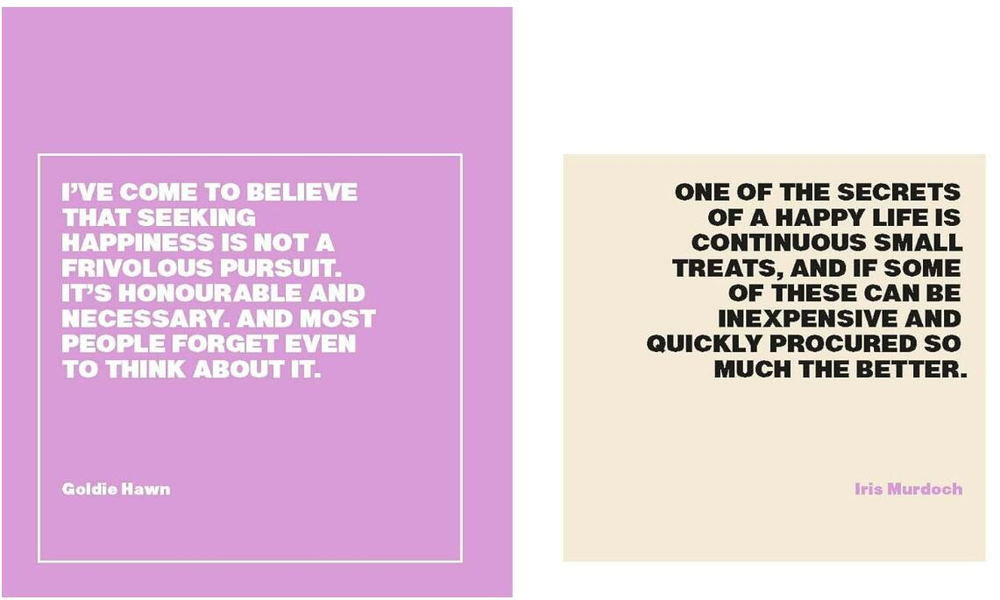 I’VE COME TO BELIEVE
THAT SEEKING
HAPPINESS IS NOT A
FRIVOLOUS PURSUIT.
IT’S HONOURABLE AND
NECESSARY. AND MOST
PEOPLE FORGET EVEN
TO THINK ABOUT IT.
Goldie Hawn
ONE OF THE SECRETS
OF A HAPPY LIFE IS
CONTINUOUS SMALL
TREATS, AND IF SOME
OF THESE CAN BE
INEXPENSIVE AND
QUICKLY PROCURED SO
MUCH THE BETTER.
Iris Murdoch